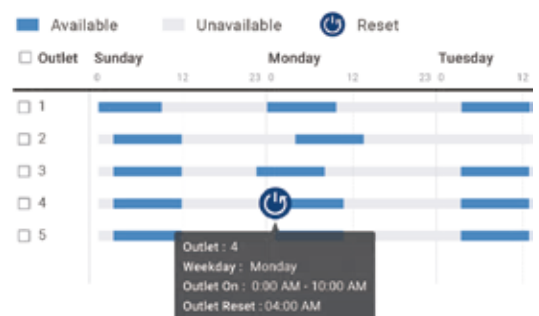 Available Unavailable Reset
Outlet Sunday Monday Tuesday
0 12 23 0 12 23 0 12
1
2
3
4
5
Outlet : 4
Weekday : Monday
Outlet On : 0:00 AM - 10:00 AM
Outlet Reset : 04:00 AM